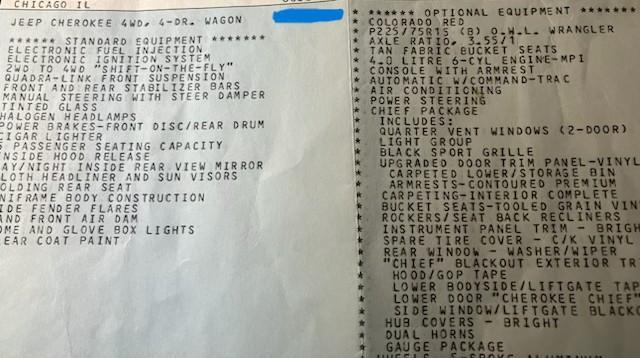 CHICAGO IL
JEEP CHEROKEE 4WD, 4-DR. WAGON
****** STANDARD EQUIPMENT *******
ELECTRONIC FUEL INJECTION
ELECTRONIC IGNITION SYSTEM
WD TO 4WD "SHIFT-ON-THE-FLY"
QUADRA-LINK FRONT SUSPENSION
FRONT AND REAR STABILIZER BARS
MANUAL STEERING WITH STEER DAMPER
TINTED GLASS
HALOGEN HEADLAMPS
POWER BRAKES-FRONT DISC/REAR DRUM
CIGAR LIGHTER
5 PASSENGER SEATING CAPACITY
INSIDE HOOD RELEASE
AY/NIGHT INSIDE REAR VIEW MIRROR
LOTH HEADLINER AND SUN VISORS
OLDING REAR SEAT
NIFRAME BODY CONSTRUCTION
IDE FENDER FLARES
AND FRONT AIR DAM
OME AND GLOVE BOX LIGHTS
LEAR COAT PAINT
****** OPTIONAL EQUIPMENT *******
COLORADO RED
P225/75R15 (B) O.W.L. WRANGLER
AXLE RATIO, 3.55/1
TAN FABRIC BUCKET SEATS
4.0 LITRE 6-CYL ENGINE-MPI
CONSOLE WITH ARMREST
AUTOMATIC W/COMMAND-TRAC
AIR CONDITIONING
POWER STEERING
CHIEF PACKAGE
INCLUDES:
QUARTER VENT WINDOWS (2-DOOR)
LIGHT GROUP
BLACK SPORT GRILLE
UPGRADED DOOR TRIM PANEL-VINYL
CARPETED LOWER/STORAGE BIN
ARMRESTS-CONTOURED PREMIUM
CARPETING-INTERIOR COMPLETE
BUCKET SEATS-TOOLED GRAIN VIN
ROCKERS/SEAT BACK RECLINERS
INSTRUMENT PANEL TRIM - BRIGH
SPARE TIRE COVER - C/K VINYL
REAR WINDOW - WASHER/WIPER
"CHIEF" BLACKOUT EXTERIOR TR
HOOD/GOP TAPE
LOWER BODYSIDE/LIFTGATE TAP
LOWER DOOR "CHEROKEE CHIEF"
SIDE WINDOW/LIFTGATE BLACKO
HUB COVERS - BRIGHT
DUAL HORNS
GAUGE PACKAGE